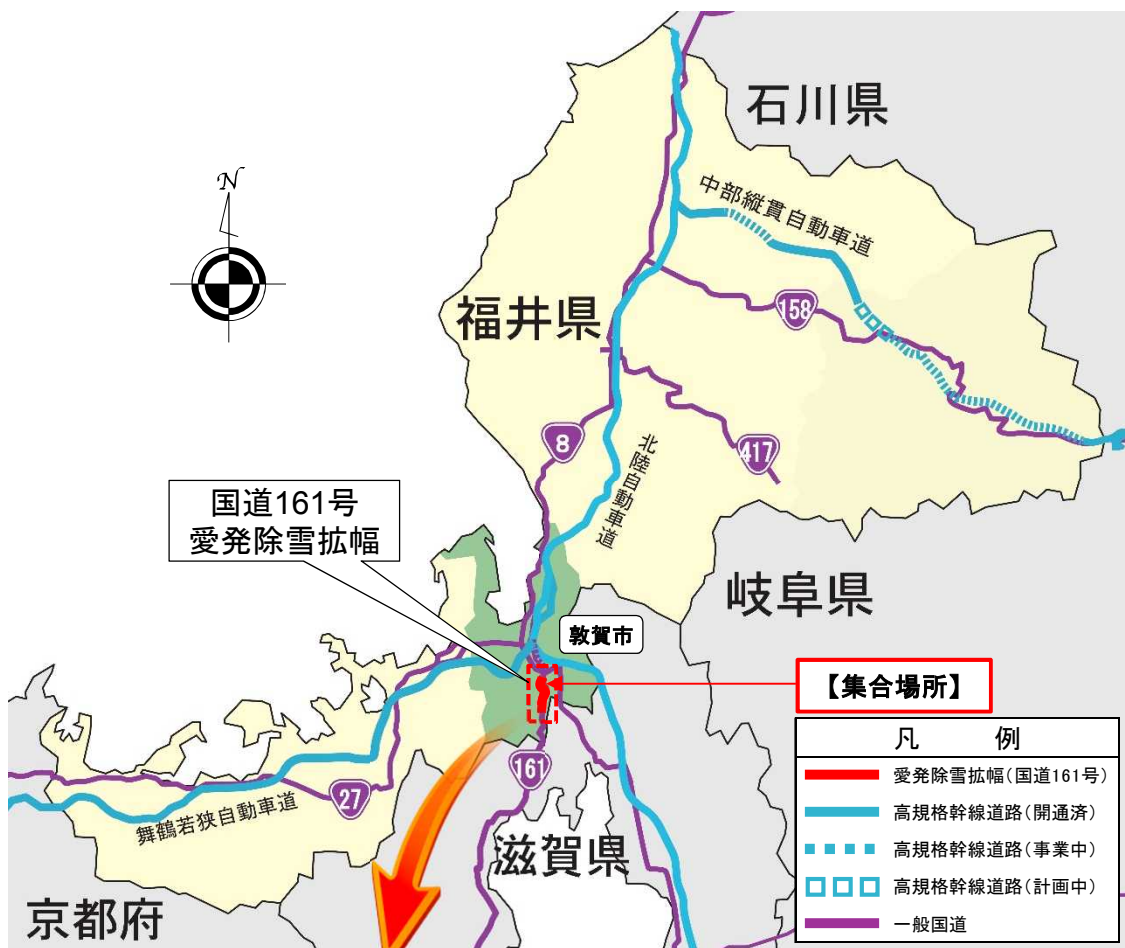 石川県
N
中部縦貫自動車道
福井県
158
8
417
北陸自動車道
国道161号
愛発除雪拡幅
岐阜県
敦賀市
【集合場所】
161
27
舞鶴若狭自動車道
滋賀県
京都府
凡 例
愛発除雪拡幅(国道161号)
高規格幹線道路(開通済)
高規格幹線道路(事業中)
高規格幹線道路(計画中)
一般国道